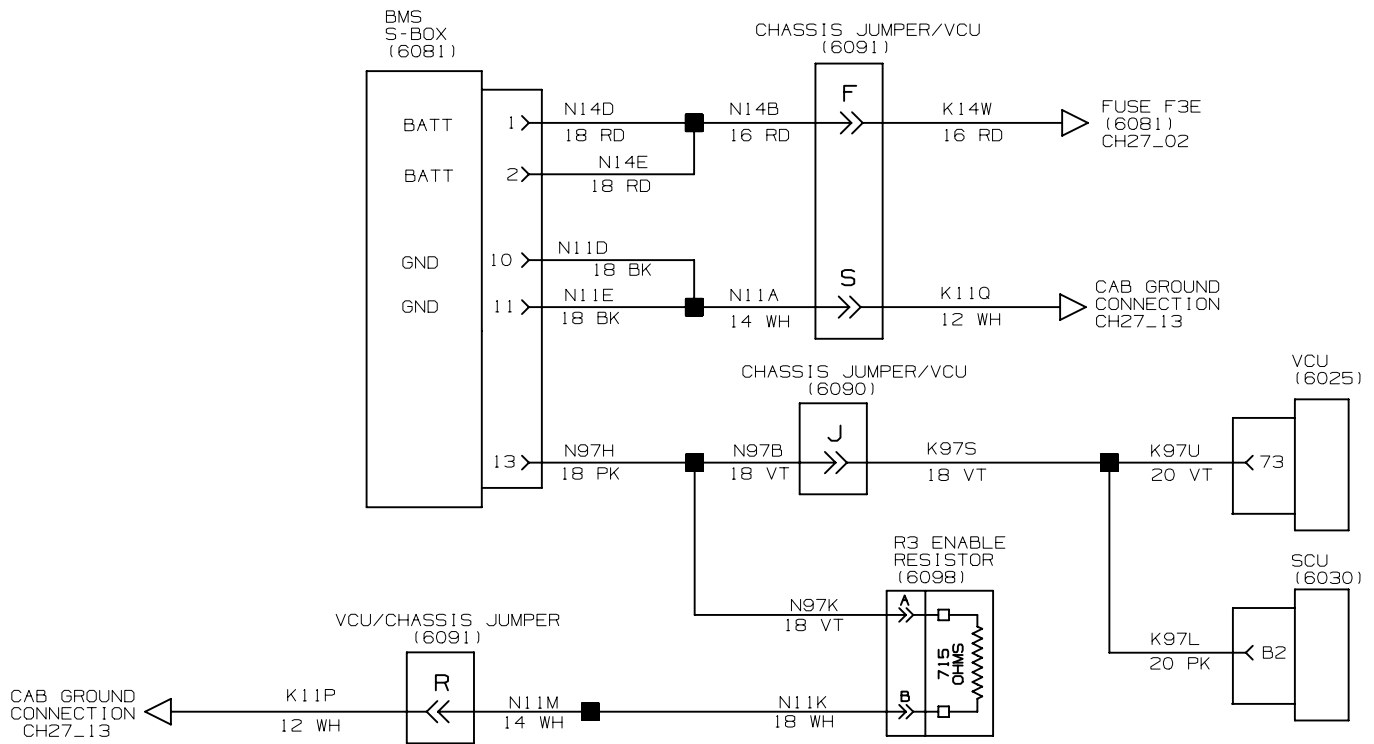 BMS
S-BOX
(6081)
CHASSIS JUMPER/VCU
(6091)
BATT
1
N14D
18 RD
N14B
16 RD
F
K14W
16 RD
FUSE F3E
(6081)
CH27_02
BATT
2
N14E
18 RD
GND
10
N11D
18 BK
GND
11
N11E
18 BK
N11A
14 WH
S
K11Q
12 WH
CAB GROUND
CONNECTION
CH27_13
CHASSIS JUMPER/VCU
(6090)
VCU
(6025)
13
N97H
18 PK
N97B
18 VT
J
K97S
18 VT
K97U
20 VT
73
R3 ENABLE
RESISTOR
(6098)
SCU
(6030)
N97K
18 VT
A
715
OHMS
K97L
20 PK
B2
VCU/CHASSIS JUMPER
(6091)
CAB GROUND
CONNECTION
CH27_13
K11P
12 WH
R
N11M
14 WH
N11K
18 WH
B